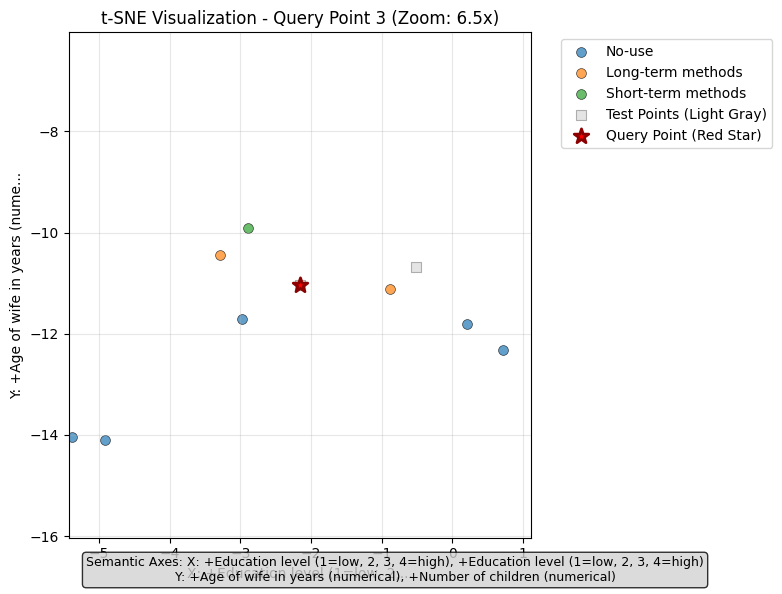 t-SNE Visualization - Query Point 3 (Zoom: 6.5x)
No-use
Long-term methods
Short-term methods
Test Points (Light Gray)
Query Point (Red Star)
Y: +Age of wife in years (nume...
−8
−10
−12
−14
−16
−5 −4 −3 −2 −1 0 1
Semantic Axes: X: +Education level (1=low, 2, 3, 4=high), +Education level (1=low, 2, 3, 4=high)
Y: +Age of wife in years (numerical), +Number of children (numerical)